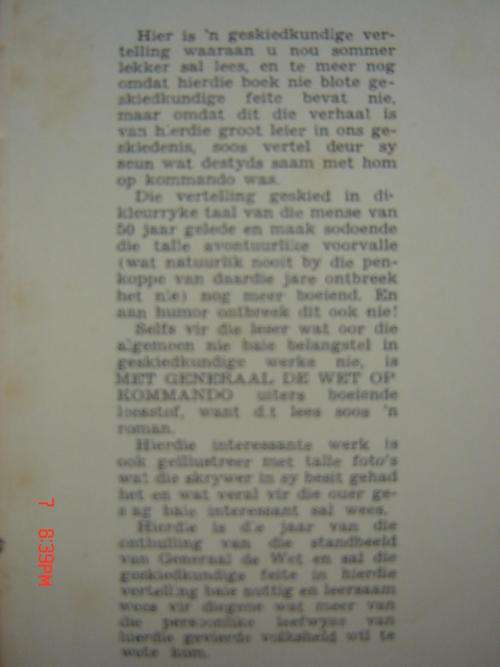 Hier is 'n geskiedkundige ver-
telling waaraan u nou sommer
lekker sal lees, en te meer nog
omdat hierdie boek nie blote ge-
skiedkundige feite bevat nie,
maar omdat dit die verhaal is
van hierdie groot leier in ons ge-
skiedenis, soos vertel deur sy
seun wat destyds saam met hom
op kommando was.
Die vertelling geskied in di-
kleurryke taal van die mense van
50 jaar gelede en maak sodoende
die talle avontuurlike voorvalle
(wat natuurlik nooit by die pen-
koppe van daardie jare ontbreek
het nie) nog meer boeiend. En
aan humor ontbreek dit ook nie!
Selfs vir die leser wat oor die
algemeen nie baie belangstel in
geskiedkundige werke nie, is
MET GENERAAL DE WET OP
KOMMANDO uiters boeiende
leesstof, want dit lees soos 'n
roman.
Hierdie interessante werk is
ook geïllustreer met talle foto's
wat die skrywer in sy besit gehad
het en wat veral vir die ouer ge-
slag baie interessant sal wees.
Hierdie is die jaar van die
onthulling van die standbeeld
van Generaal de Wet en sal die
geskiedkundige feite in hierdie
vertelling baie nuttig en leersaam
wees vir diegene wat meer van
die persoonlike leefwyse van
hierdie gevierde volksheld wil te
wete kom.
7 6:39PM